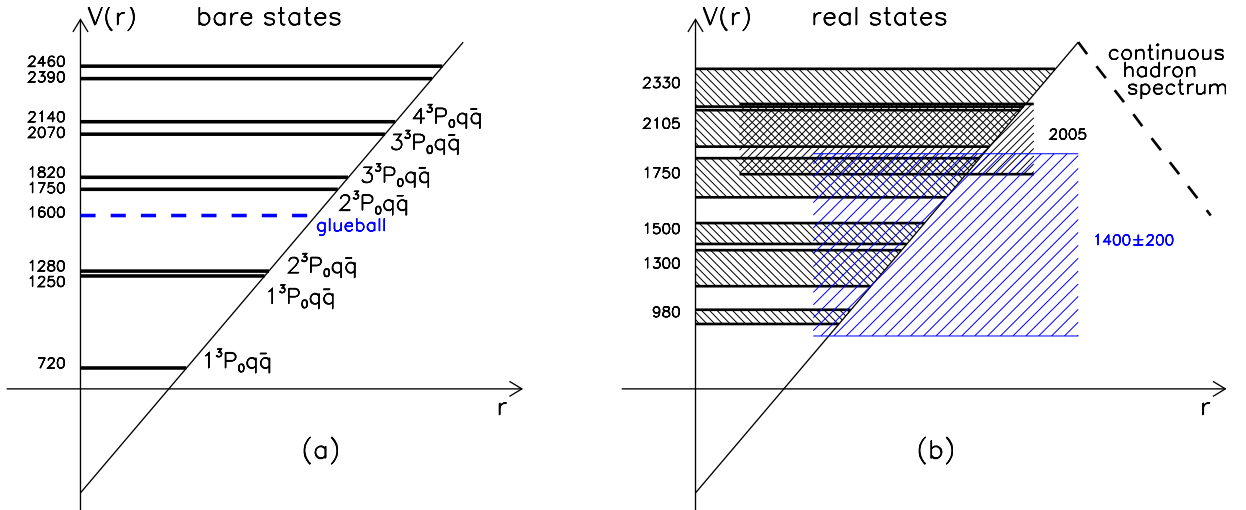 V(r)
bare states
2460
2390
2140
2070
1820
1750
1600
1280
1250
720
4³P₀qq̄
3³P₀qq̄
3³P₀qq̄
2³P₀qq̄
glueball
2³P₀qq̄
1³P₀qq̄
1³P₀qq̄
r
(a)
V(r)
real states
continuous
hadron
spectrum
2330
2105
2005
1750
1500
1400±200
1300
980
r
(b)